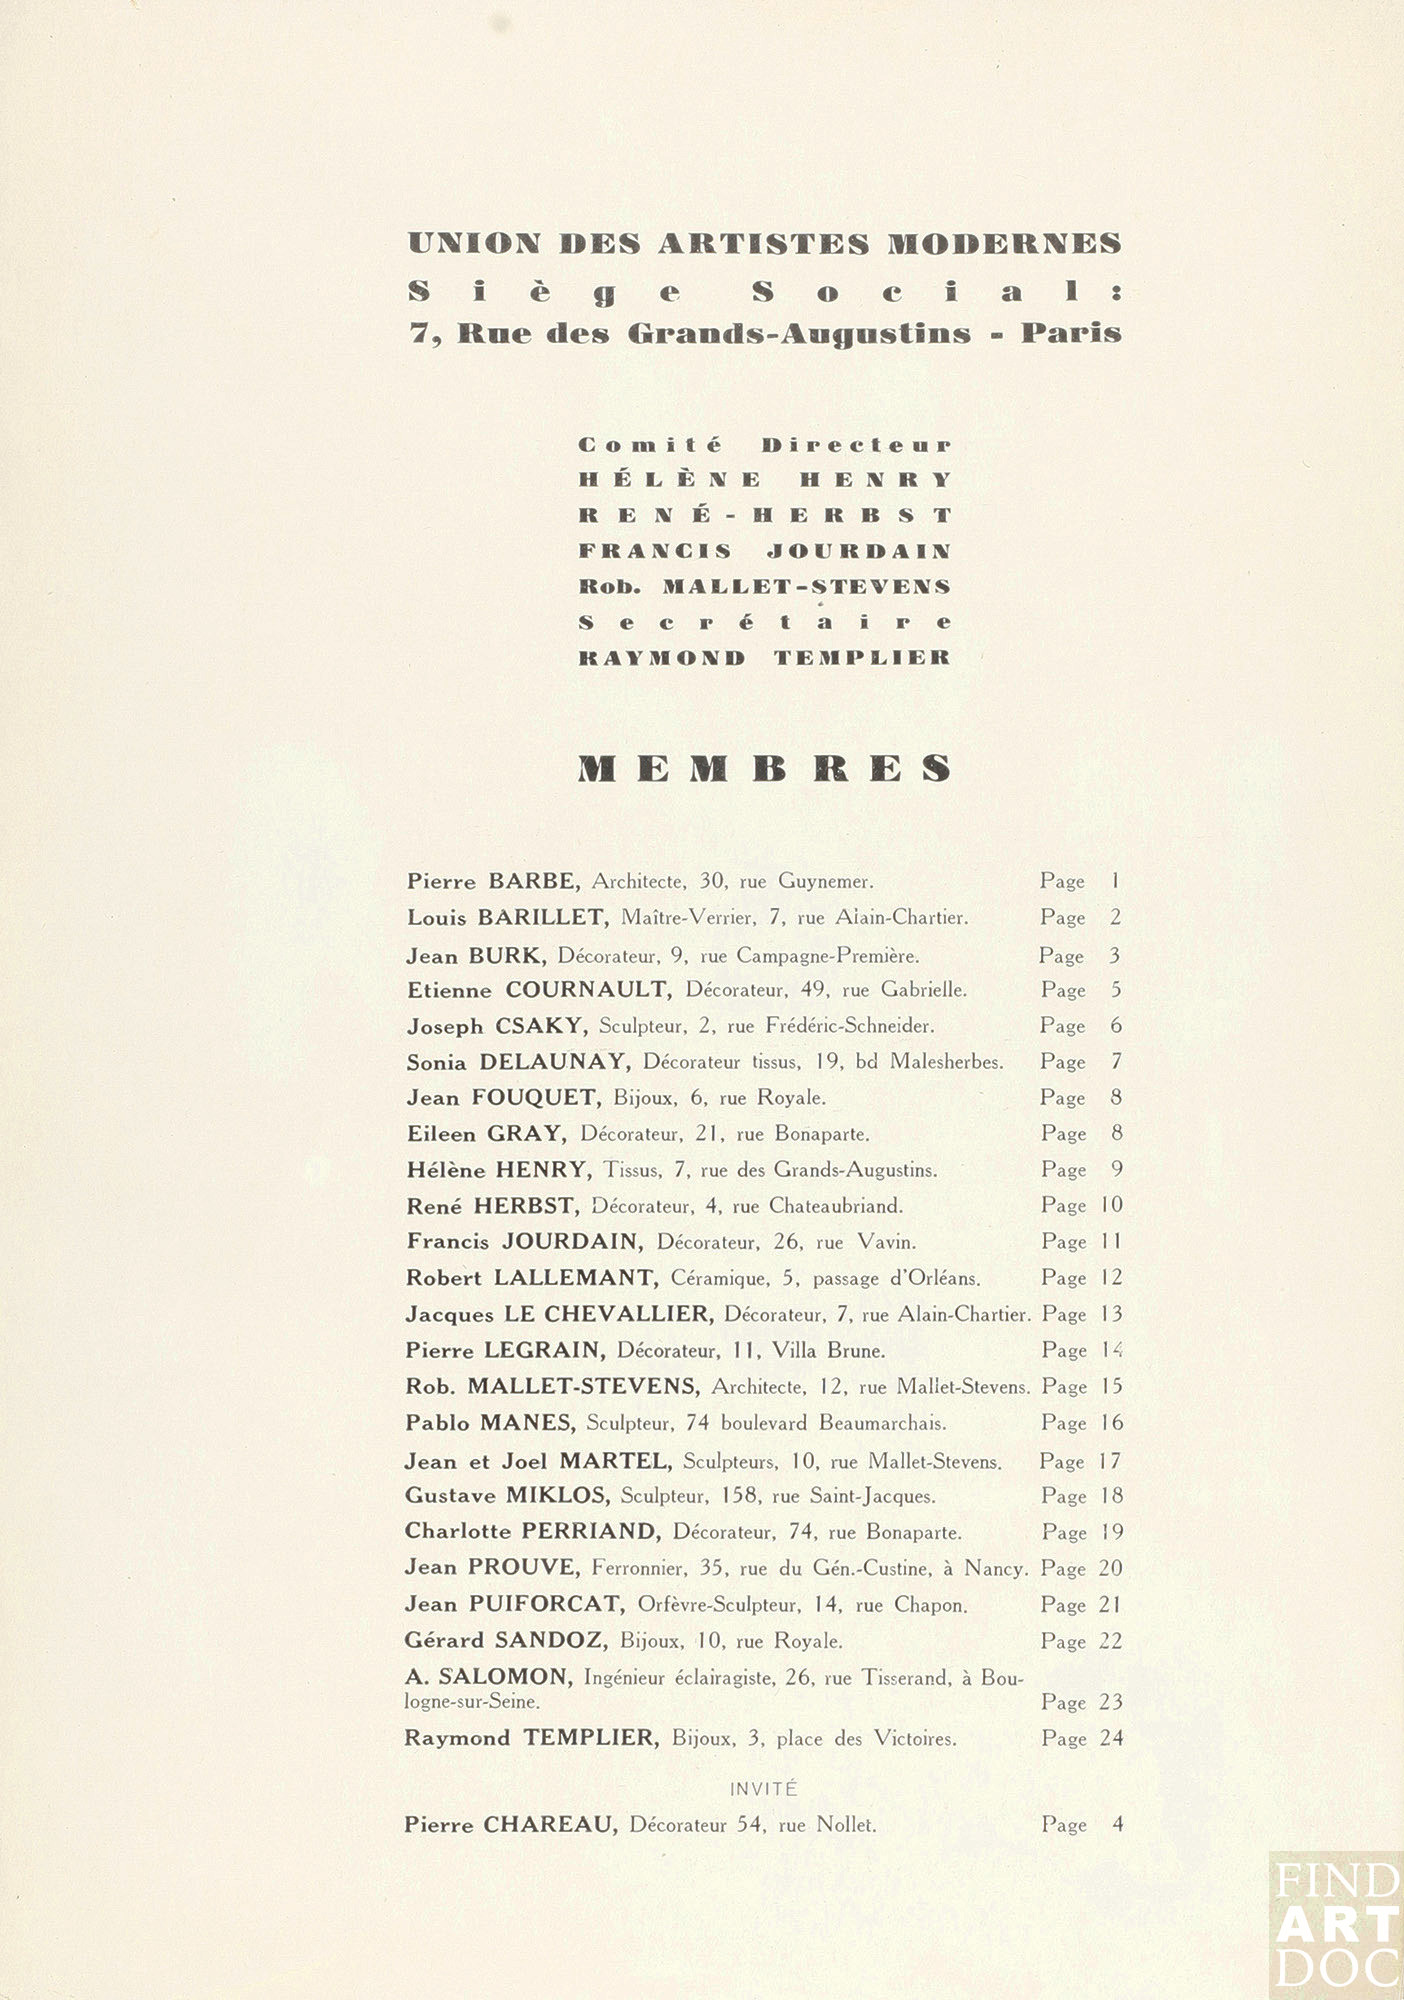 UNION DES ARTISTES MODERNES
Siège Social :
7, Rue des Grands-Augustins - Paris
Comité Directeur
HÉLÈNE HENRY
RENÉ-HERBST
FRANCIS JOURDAIN
Rob. MALLET-STEVENS
Secrétaire
RAYMOND TEMPLIER
MEMBRES
Pierre BARBE, Architecte, 30, rue Guynemer. Page 1
Louis BARILLET, Maître-Verrier, 7, rue Alain-Chartier. Page 2
Jean BURK, Décorateur, 9, rue Campagne-Première. Page 3
Etienne COURNAULT, Décorateur, 49, rue Gabrielle. Page 5
Joseph CSAKY, Sculpteur, 2, rue Frédéric-Schneider. Page 6
Sonia DELAUNAY, Décorateur tissus, 19, bd Malesherbes. Page 7
Jean FOUQUET, Bijoux, 6, rue Royale. Page 8
Eileen GRAY, Décorateur, 21, rue Bonaparte. Page 8
Hélène HENRY, Tissus, 7, rue des Grands-Augustins. Page 9
René HERBST, Décorateur, 4, rue Chateaubriand. Page 10
Francis JOURDAIN, Décorateur, 26, rue Vavin. Page 11
Robert LALLEMANT, Céramique, 5, passage d'Orléans. Page 12
Jacques LE CHEVALLIER, Décorateur, 7, rue Alain-Chartier. Page 13
Pierre LEGRAIN, Décorateur, 11, Villa Brune. Page 14
Rob. MALLET-STEVENS, Architecte, 12, rue Mallet-Stevens. Page 15
Pablo MANES, Sculpteur, 74 boulevard Beaumarchais. Page 16
Jean et Joel MARTEL, Sculpteurs, 10, rue Mallet-Stevens. Page 17
Gustave MIKLOS, Sculpteur, 158, rue Saint-Jacques. Page 18
Charlotte PERRIAND, Décorateur, 74, rue Bonaparte. Page 19
Jean PROUVE, Ferronnier, 35, rue du Gén.-Custine, à Nancy. Page 20
Jean PUIFORCAT, Orfèvre-Sculpteur, 14, rue Chapon. Page 21
Gérard SANDOZ, Bijoux, 10, rue Royale. Page 22
A. SALOMON, Ingénieur éclairagiste, 26, rue Tisserand, à Bou-
logne-sur-Seine. Page 23
Raymond TEMPLIER, Bijoux, 3, place des Victoires. Page 24
INVITÉ
Pierre CHAREAU, Décorateur 54, rue Nollet. Page 4
FIND
ART
DOC